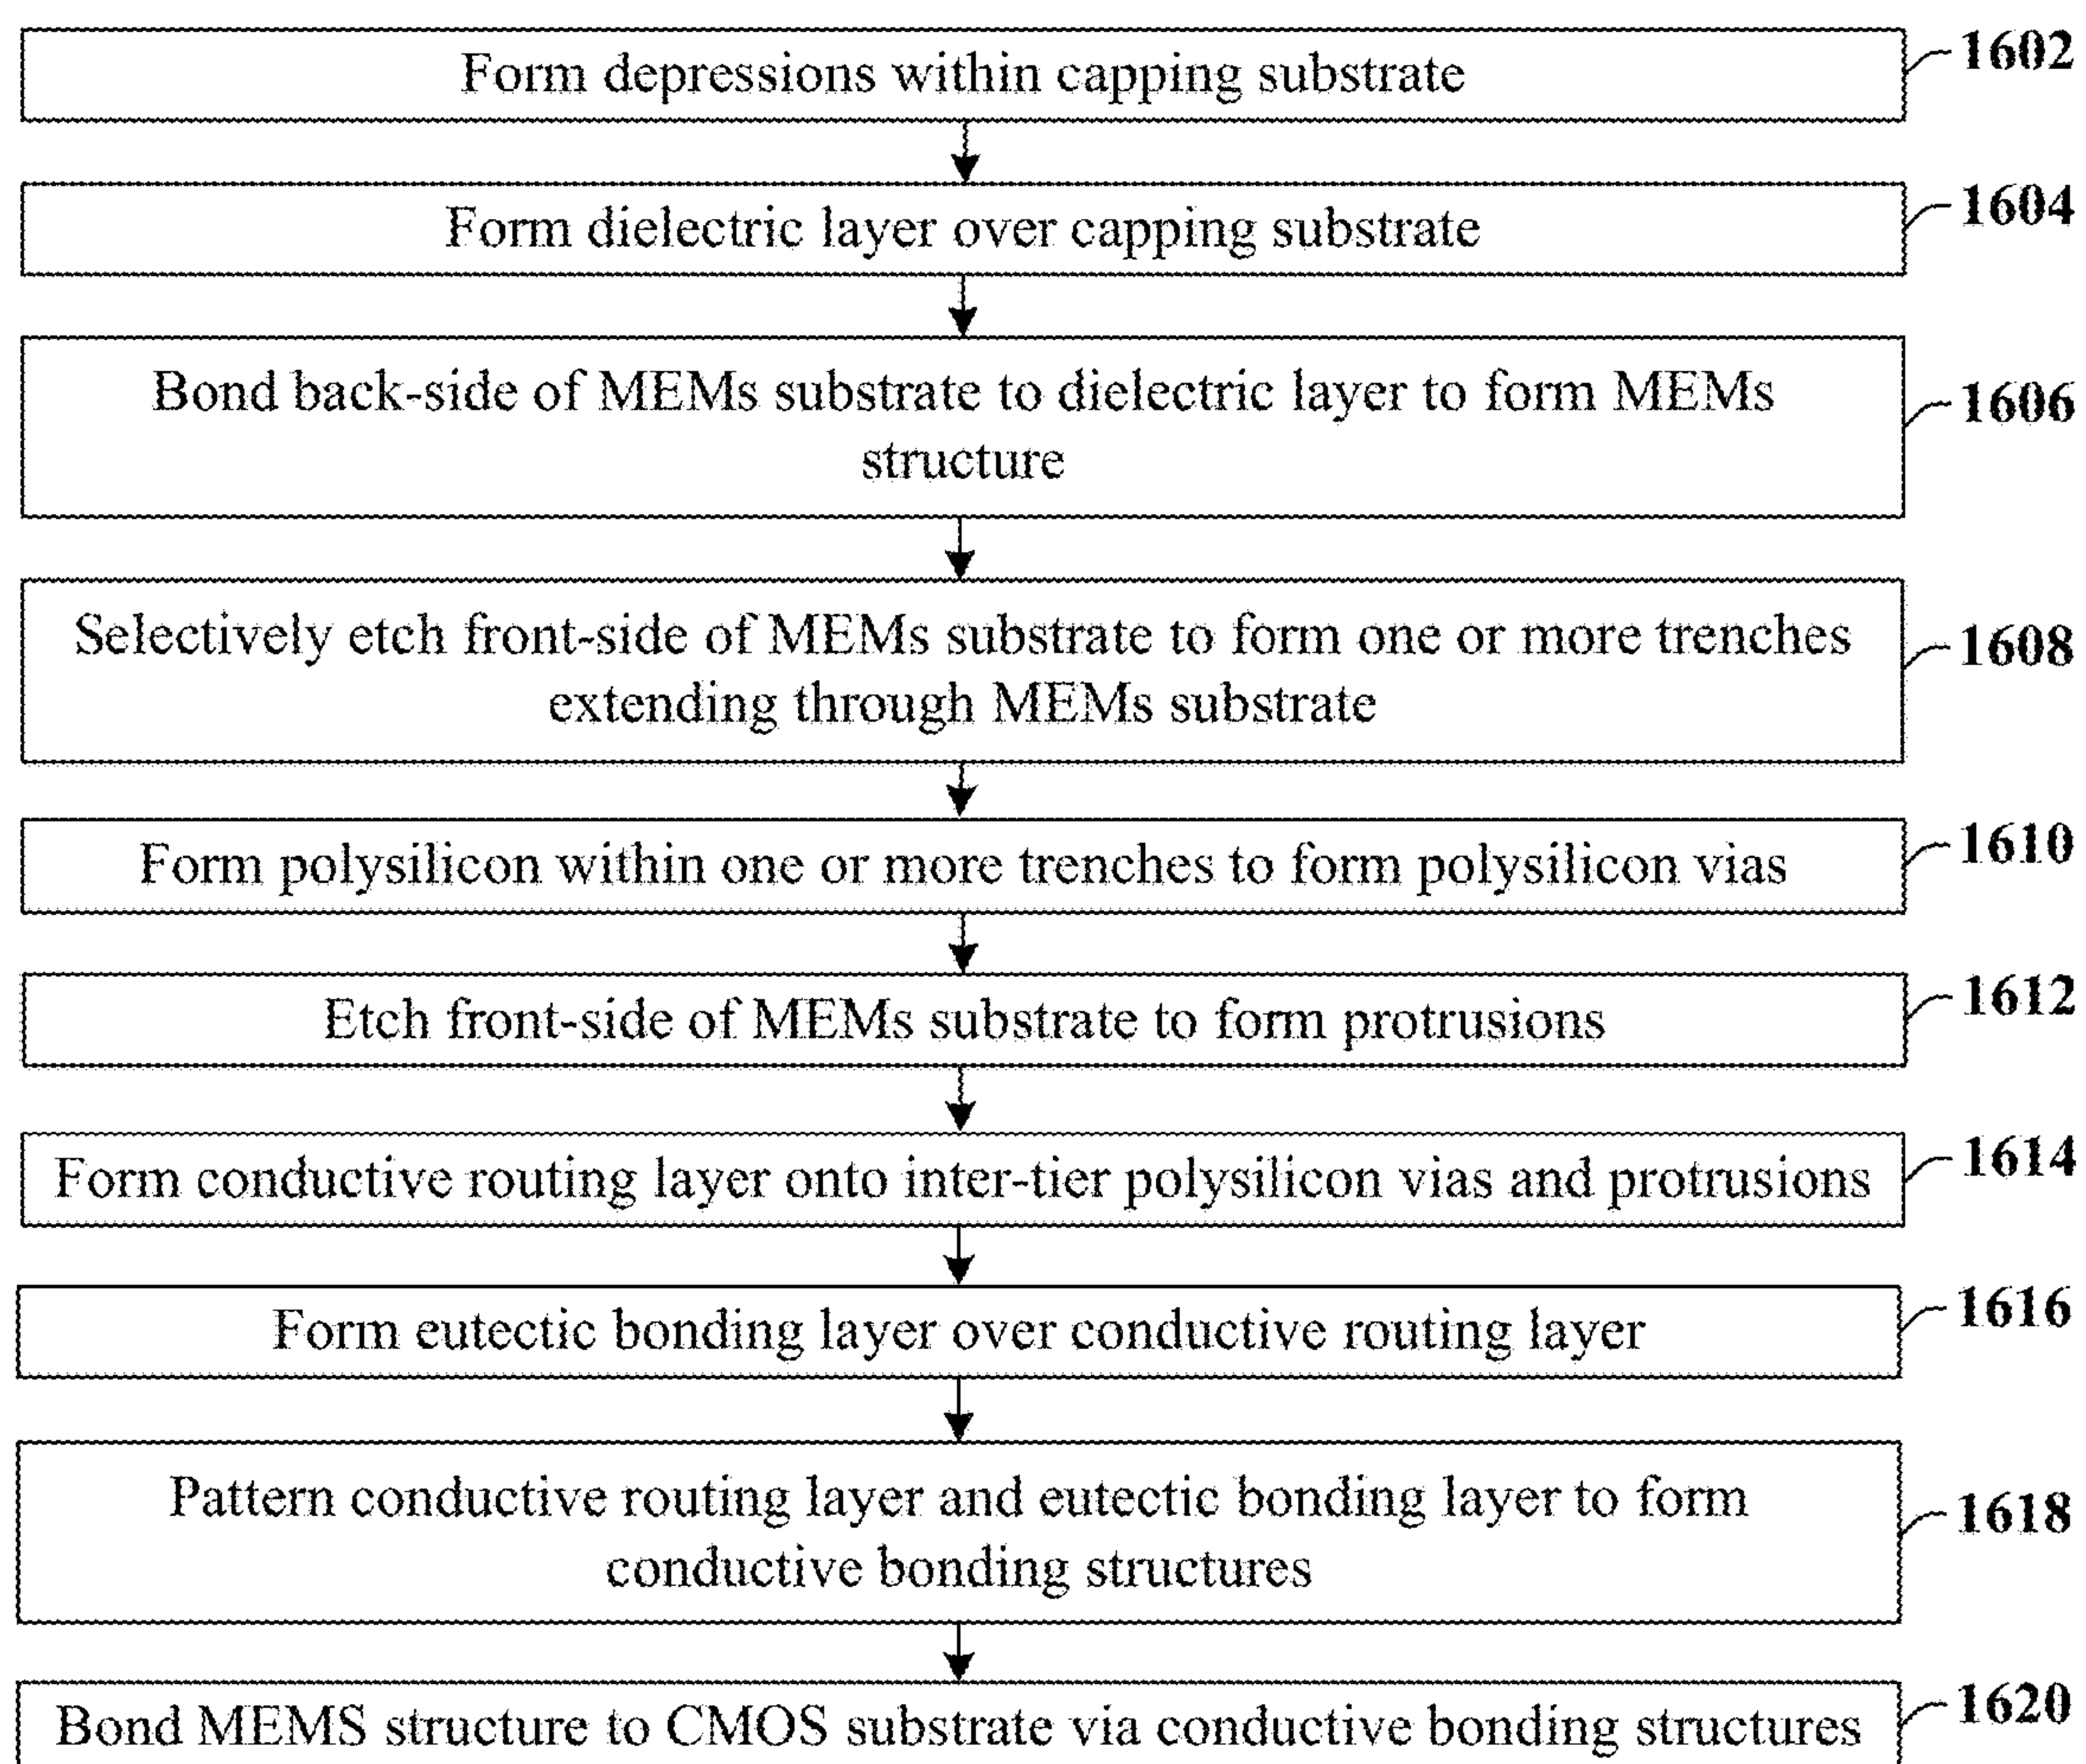 Form depressions within capping substrate
1602
Form dielectric layer over capping substrate
1604
Bond back-side of MEMs substrate to dielectric layer to form MEMs
structure
1606
Selectively etch front-side of MEMs substrate to form one or more trenches
extending through MEMs substrate
1608
Form polysilicon within one or more trenches to form polysilicon vias
1610
Etch front-side of MEMs substrate to form protrusions
1612
Form conductive routing layer onto inter-tier polysilicon vias and protrusions
1614
Form eutectic bonding layer over conductive routing layer
1616
Pattern conductive routing layer and eutectic bonding layer to form
conductive bonding structures
1618
Bond MEMS structure to CMOS substrate via conductive bonding structures
1620